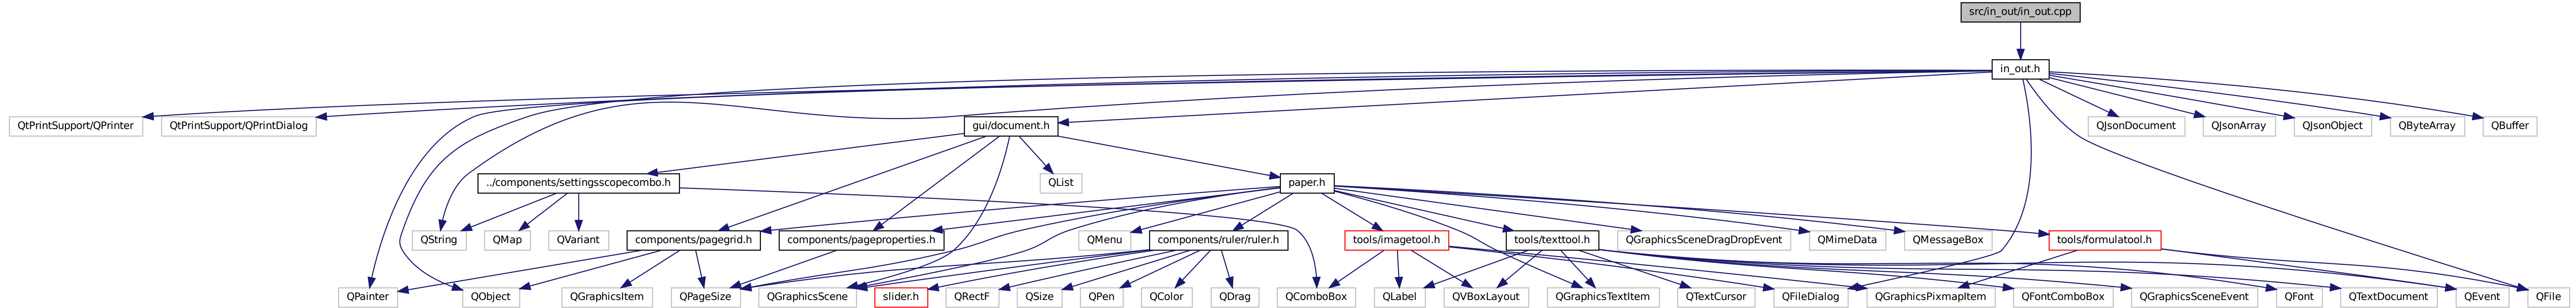 src/in_out/in_out.cpp
in_out.h
QtPrintSupport/QPrinter
QtPrintSupport/QPrintDialog
gui/document.h
QJsonDocument
QJsonArray
QJsonObject
QByteArray
QBuffer
../components/settingsscopecombo.h
QList
paper.h
QString
QMap
QVariant
components/pagegrid.h
components/pageproperties.h
QMenu
components/ruler/ruler.h
tools/imagetool.h
tools/texttool.h
QGraphicsSceneDragDropEvent
QMimeData
QMessageBox
tools/formulatool.h
QPainter
QObject
QGraphicsItem
QPageSize
QGraphicsScene
slider.h
QRectF
QSize
QPen
QColor
QDrag
QComboBox
QLabel
QVBoxLayout
QGraphicsTextItem
QTextCursor
QFileDialog
QGraphicsPixmapItem
QFontComboBox
QGraphicsSceneEvent
QFont
QTextDocument
QEvent
QFile